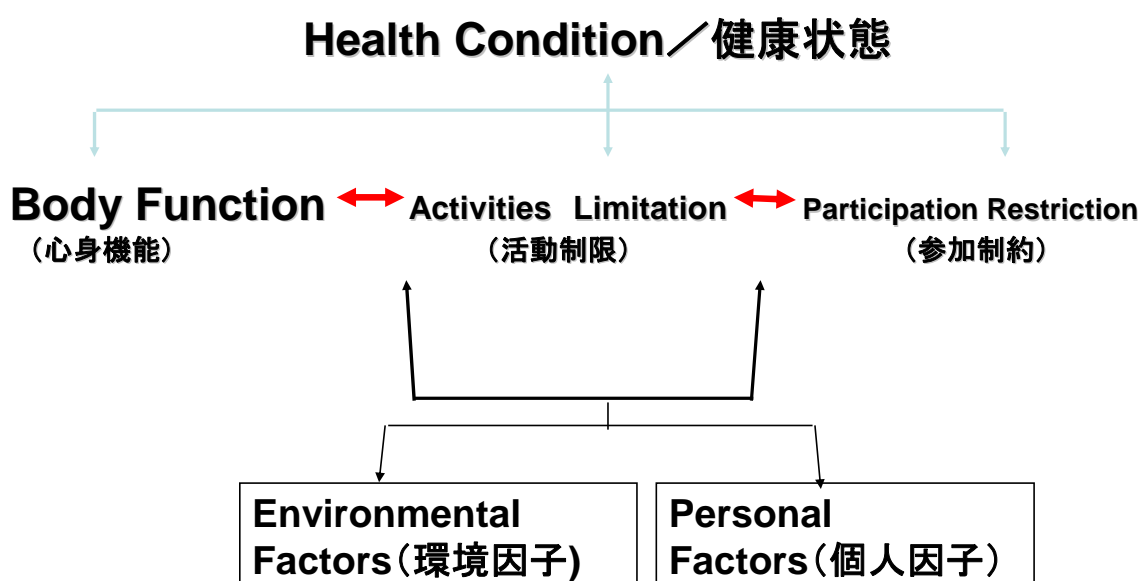 Health Condition／健康状態
Body Function Activities Limitation Participation Restriction
（心身機能） （活動制限） （参加制約）
Environmental Personal
Factors（環境因子) Factors（個人因子）